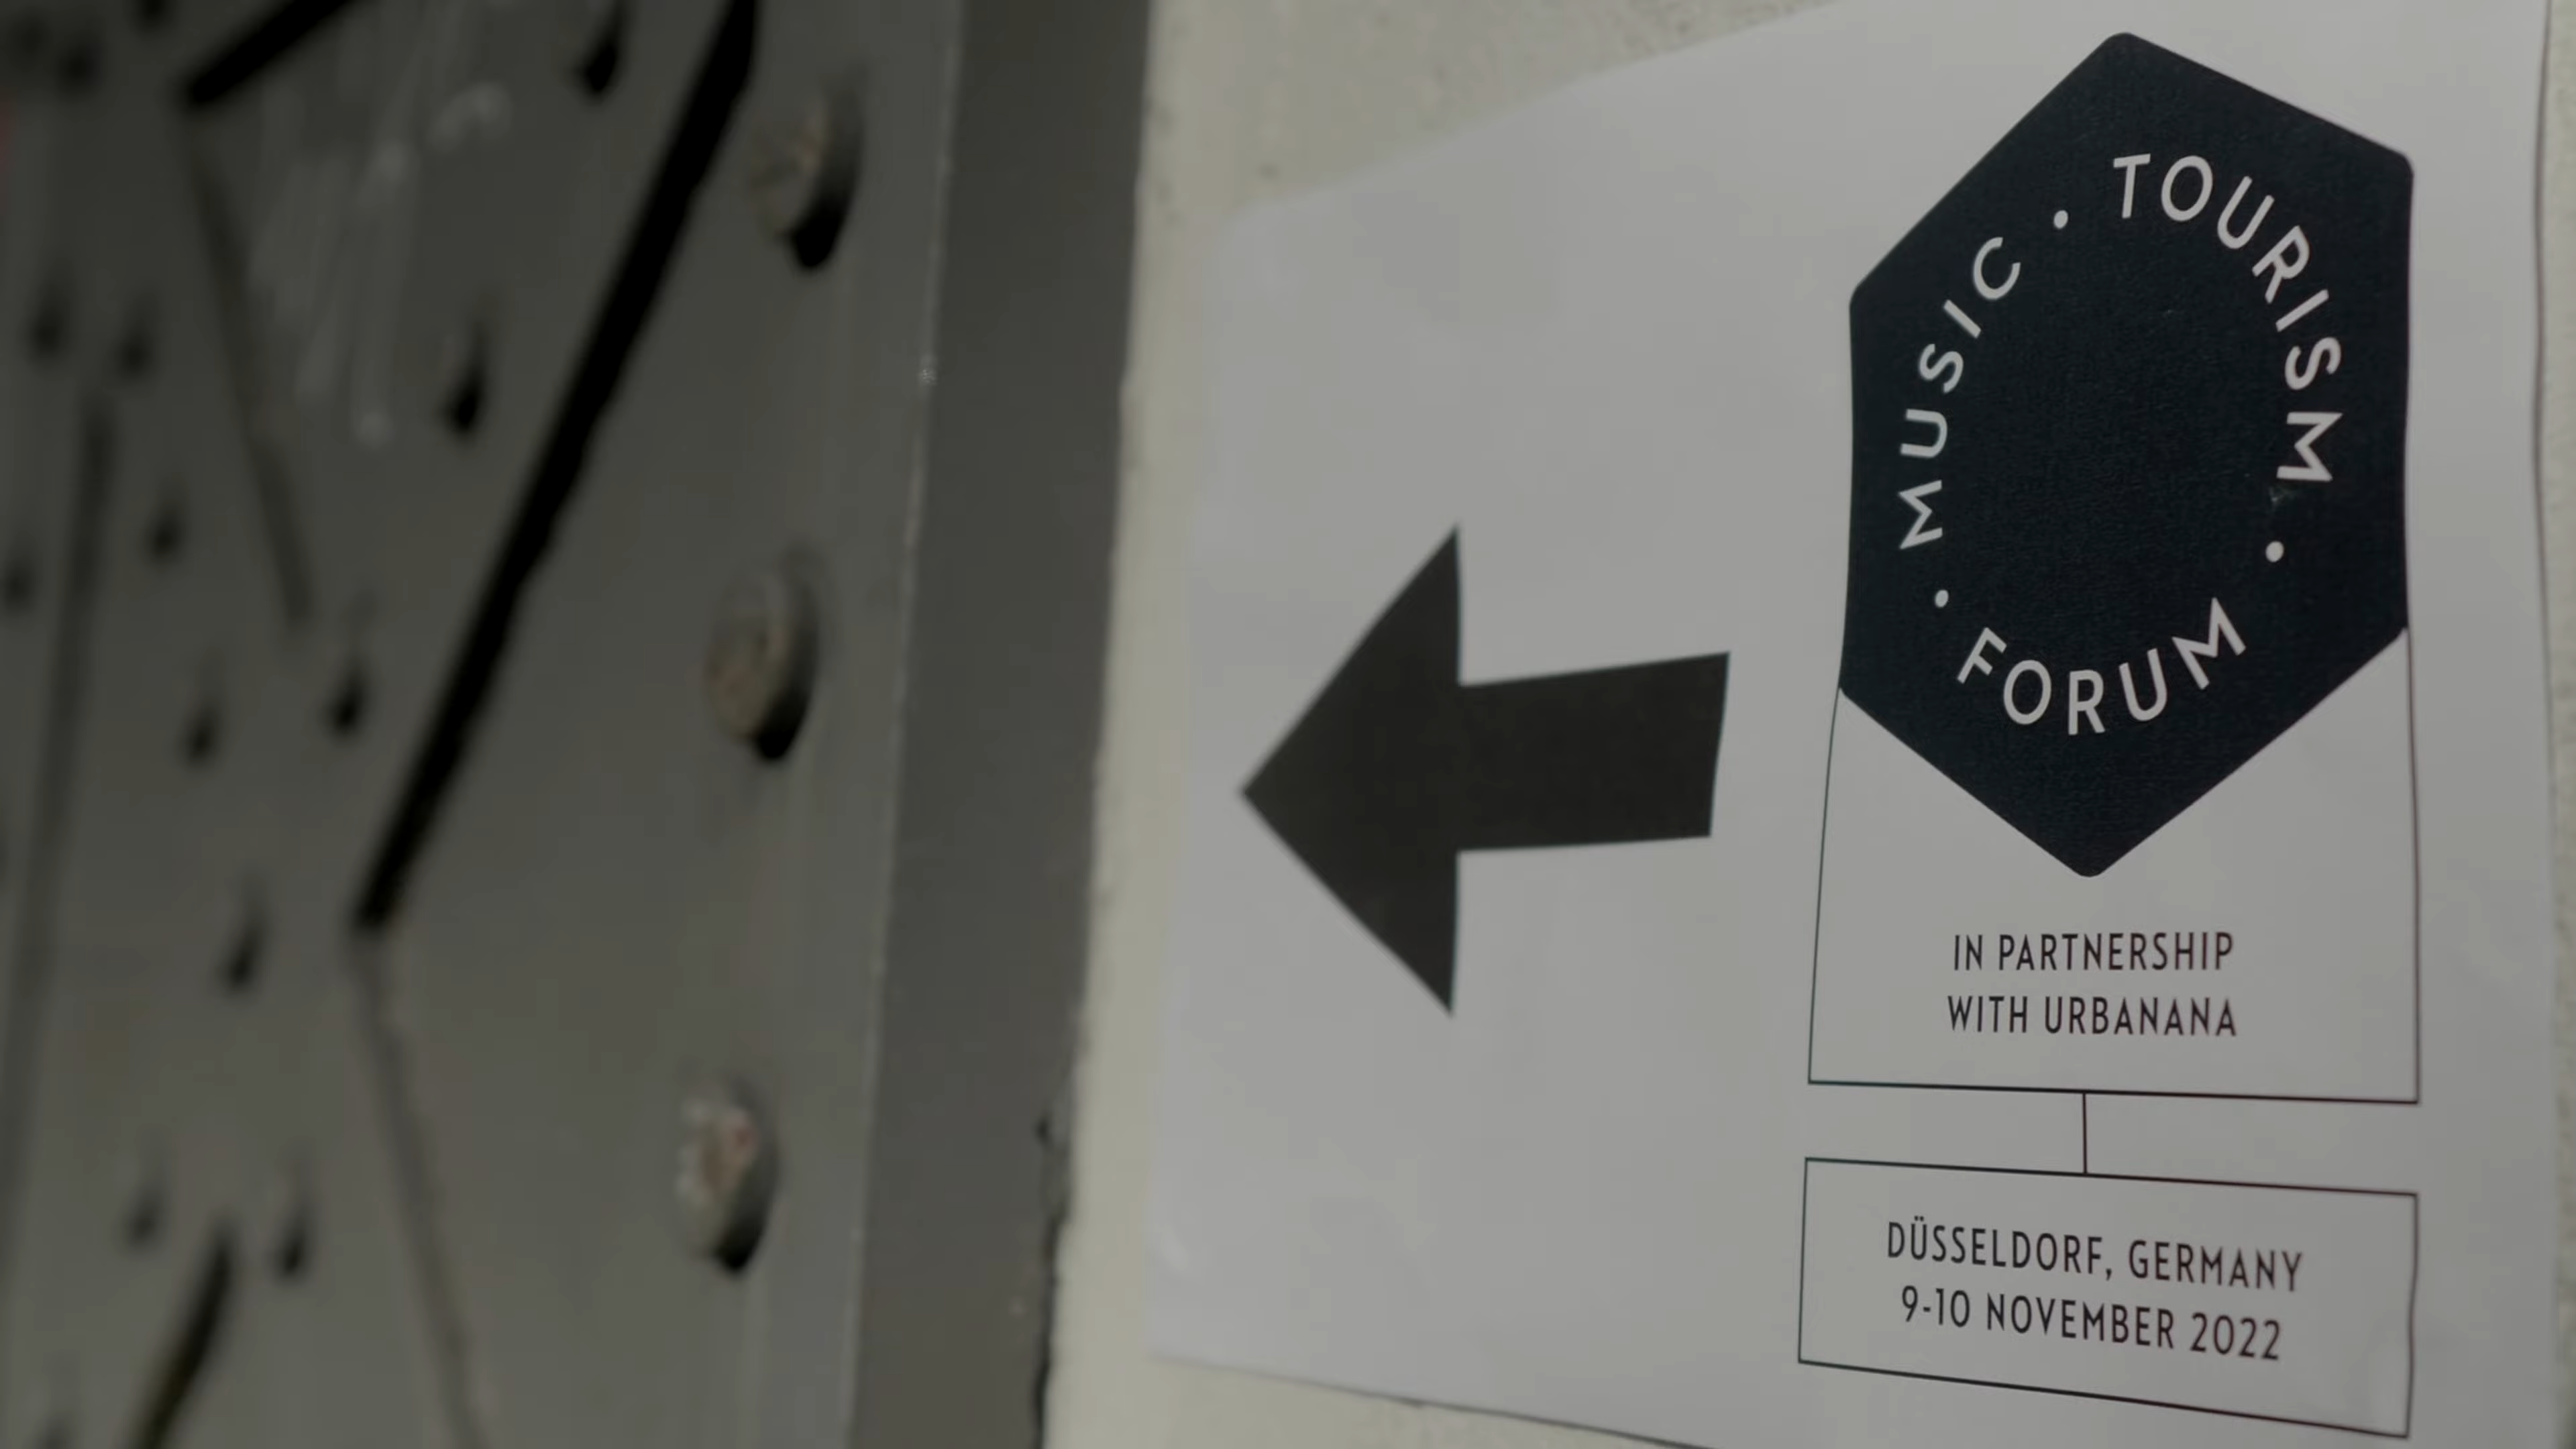 MUSIC · TOURISM · FORUM ·
IN PARTNERSHIP
WITH URBANANA
DÜSSELDORF, GERMANY
9-10 NOVEMBER 2022